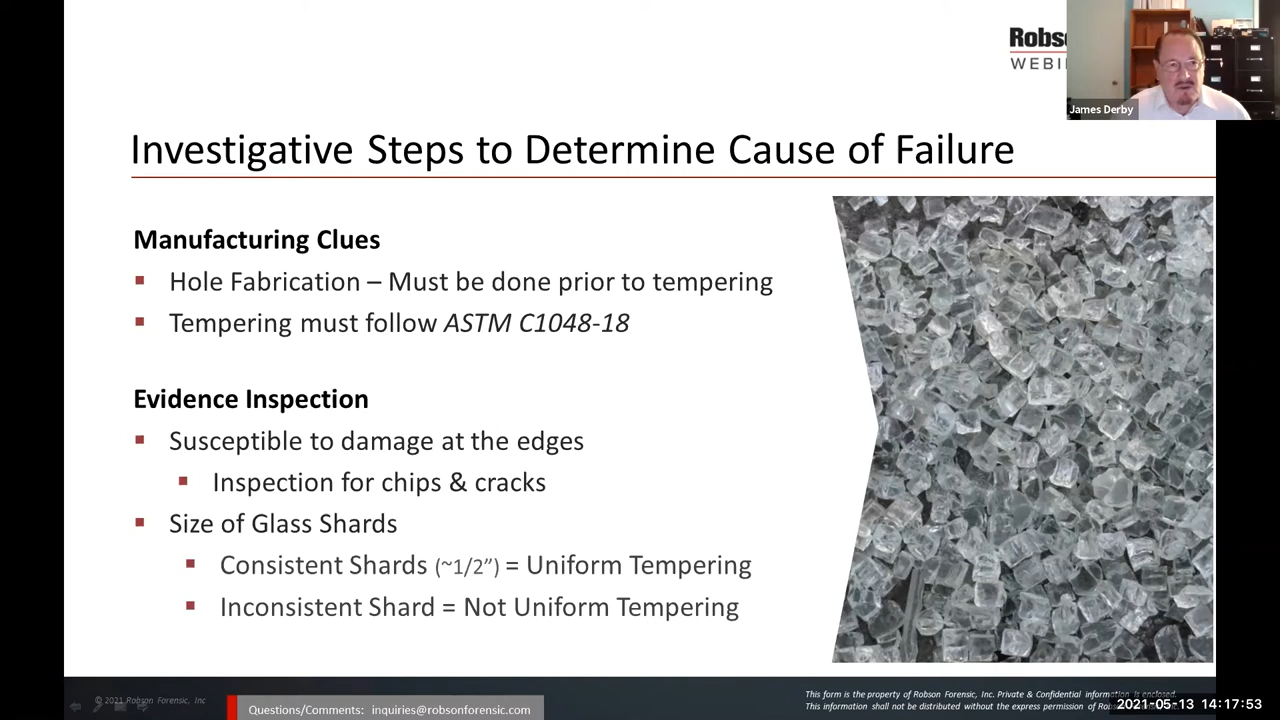 Robs
WEBI
James Derby
Investigative Steps to Determine Cause of Failure
Manufacturing Clues
Hole Fabrication – Must be done prior to tempering
Tempering must follow ASTM C1048-18
Evidence Inspection
Susceptible to damage at the edges
Inspection for chips & cracks
Size of Glass Shards
Consistent Shards (~1/2”) = Uniform Tempering
Inconsistent Shard = Not Uniform Tempering
© 2021 Robson Forensic, Inc
Questions/Comments: inquiries@robsonforensic.com
This form is the property of Robson Forensic, Inc. Private & Confidential information is enclosed.
This information shall not be distributed without the express permission of
2021-05-13 14:17:53